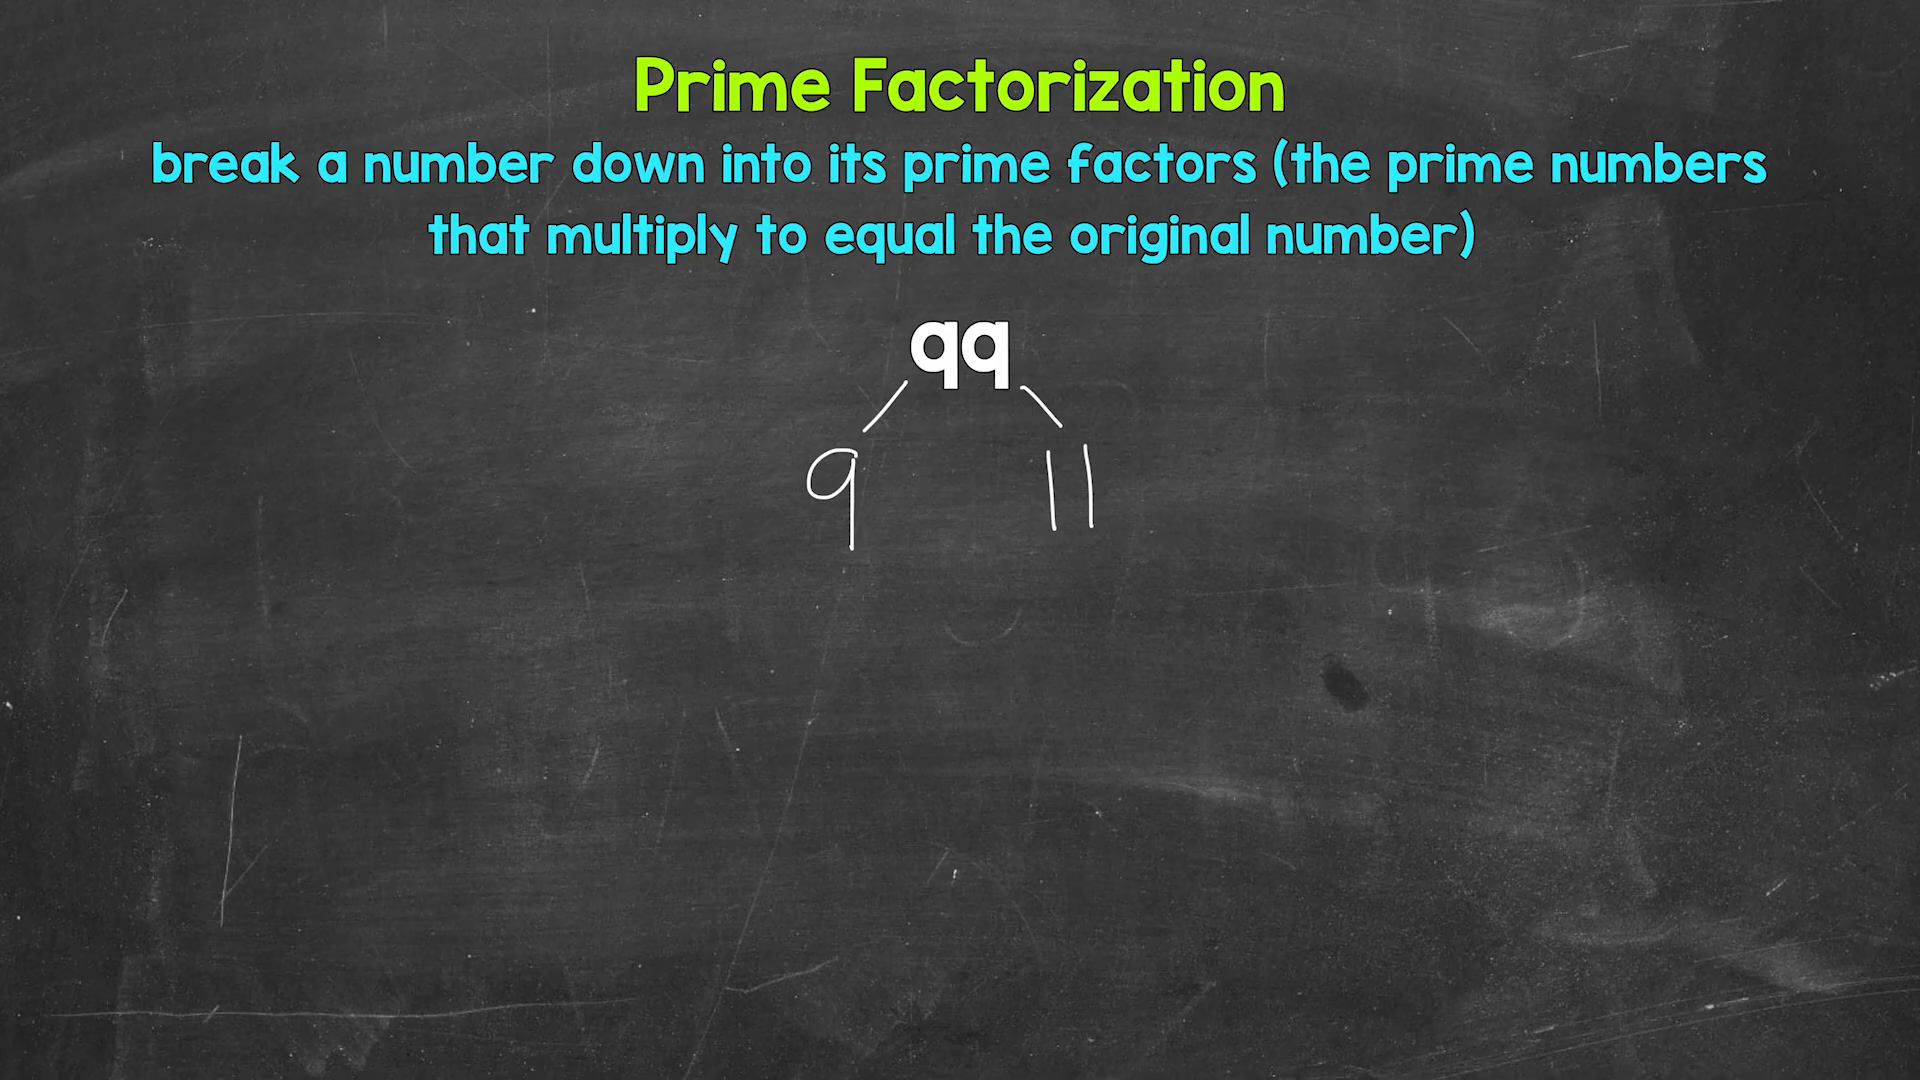 Prime Factorization
break a number down into its prime factors (the prime numbers
that multiply to equal the original number)
99
9 11